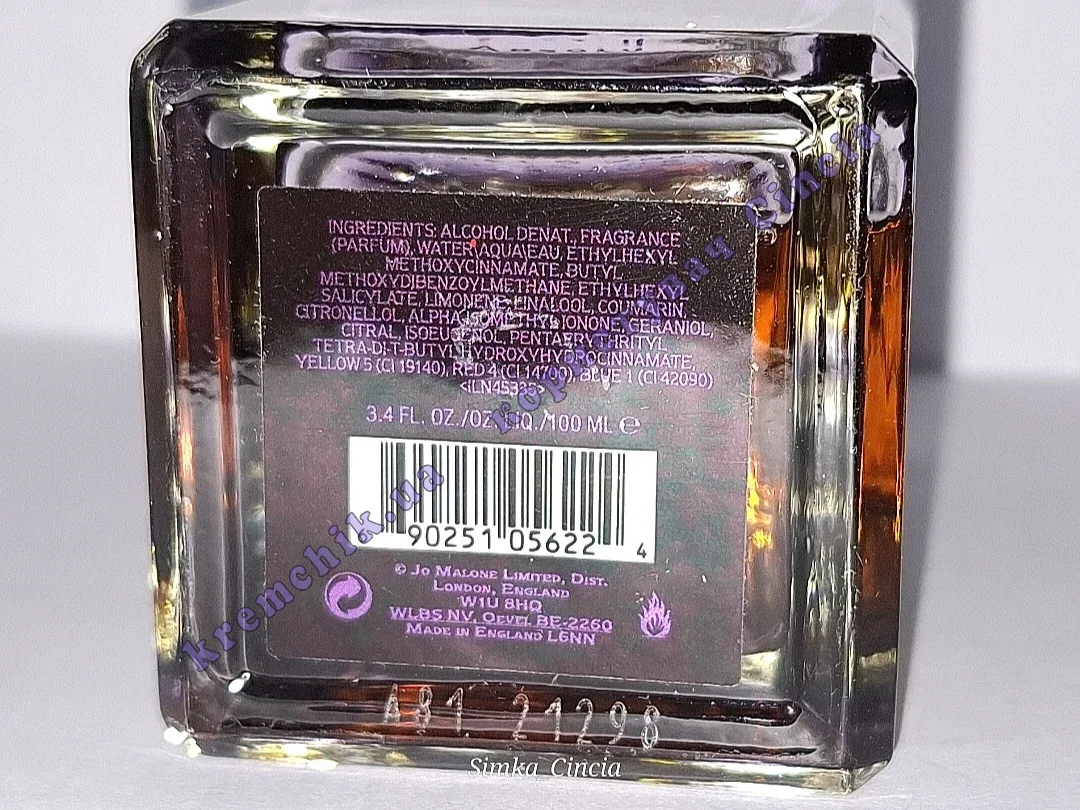 INGREDIENTS: ALCOHOL DENAT., FRAGRANCE
(PARFUM), WATER\AQUA\EAU, ETHYLHEXYL
METHOXYCINNAMATE, BUTYL
METHOXYDIBENZOYLMETHANE, ETHYLHEXYL
SALICYLATE, LIMONENE, LINALOOL, COUMARIN,
CITRONELLOL, ALPHA-ISOMETHYL IONONE, GERANIOL,
CITRAL, ISOEUGENOL, PENTAERYTHRITYL
TETRA-DI-T-BUTYL HYDROXYHYDROCINNAMATE,
YELLOW 5 (CI 19140), RED 4 (CI 14700), BLUE 1 (CI 42090)
3.4 FL. OZ./OZ. LIQ./100 ML ℮
90251 05622 4
© JO MALONE LIMITED, DIST.
LONDON, ENGLAND
W1U 8HQ
WLBS NV, OEVEL BE-2260
MADE IN ENGLAND L6NN
A81 21298
kremchik.ua
Cincia
Simka_Cincia